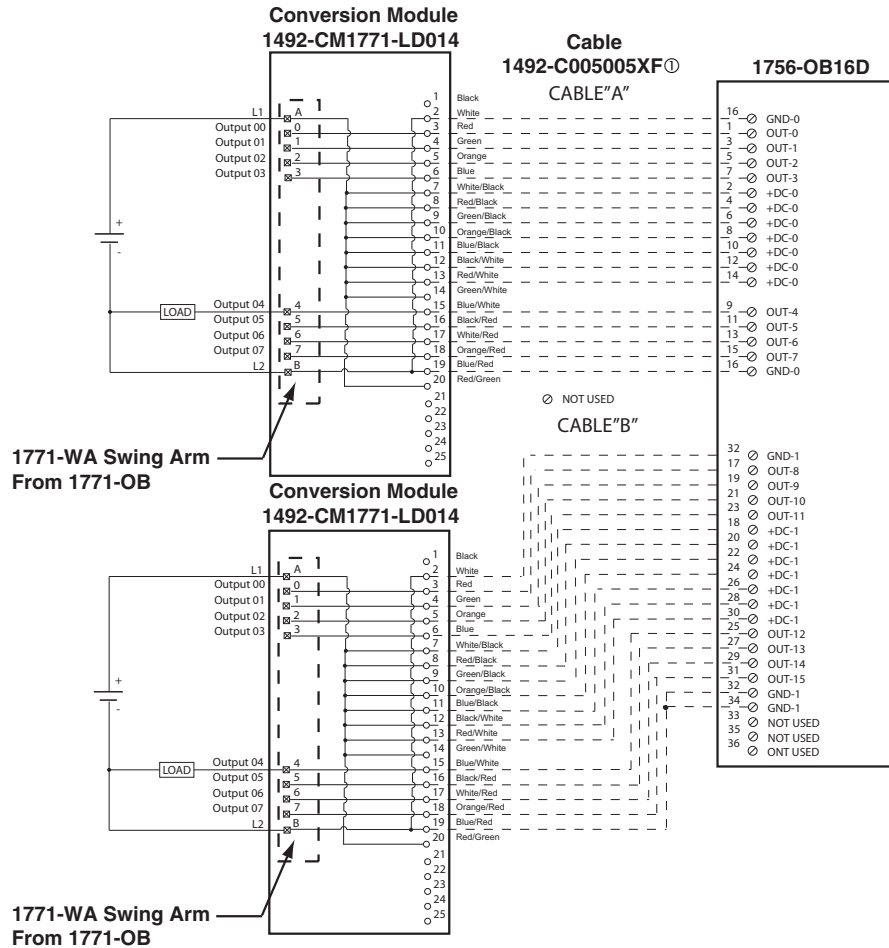 Conversion Module
1492-CM1771-LD014
Cable
1492-C005005XF①
CABLE"A"
1756-OB16D
L1
Output 00
Output 01
Output 02
Output 03
A
0
1
2
3
+
-
LOAD
Output 04
Output 05
Output 06
Output 07
L2
4
5
6
7
B
1 Black
2 White
3 Red
4 Green
5 Orange
6 Blue
7 White/Black
8 Red/Black
9 Green/Black
10 Orange/Black
11 Blue/Black
12 Black/White
13 Red/White
14 Green/White
15 Blue/White
16 Black/Red
17 White/Red
18 Orange/Red
19 Blue/Red
20 Red/Green
21
22
23
24
25
16 GND-0
1 OUT-0
3 OUT-1
5 OUT-2
7 OUT-3
2 +DC-0
4 +DC-0
6 +DC-0
8 +DC-0
10 +DC-0
12 +DC-0
14 +DC-0
9 OUT-4
11 OUT-5
13 OUT-6
15 OUT-7
16 GND-0
NOT USED
CABLE"B"
1771-WA Swing Arm
From 1771-OB
Conversion Module
1492-CM1771-LD014
L1
Output 00
Output 01
Output 02
Output 03
A
0
1
2
3
+
-
LOAD
Output 04
Output 05
Output 06
Output 07
L2
4
5
6
7
B
1 Black
2 White
3 Red
4 Green
5 Orange
6 Blue
7 White/Black
8 Red/Black
9 Green/Black
10 Orange/Black
11 Blue/Black
12 Black/White
13 Red/White
14 Green/White
15 Blue/White
16 Black/Red
17 White/Red
18 Orange/Red
19 Blue/Red
20 Red/Green
21
22
23
24
25
32 GND-1
17 OUT-8
19 OUT-9
21 OUT-10
23 OUT-11
18 +DC-1
20 +DC-1
22 +DC-1
24 +DC-1
26 +DC-1
28 +DC-1
30 +DC-1
25 OUT-12
27 OUT-13
29 OUT-14
31 OUT-15
32 GND-1
34 GND-1
33 NOT USED
35 NOT USED
36 ONT USED
1771-WA Swing Arm
From 1771-OB